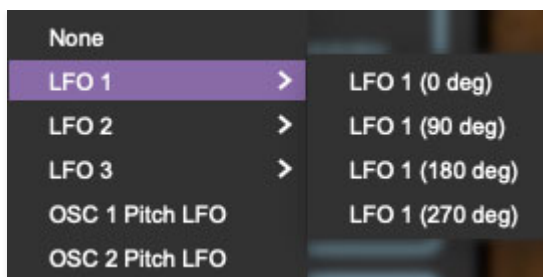 None
LFO 1 >
LFO 2 >
LFO 3 >
OSC 1 Pitch LFO
OSC 2 Pitch LFO
LFO 1 (0 deg)
LFO 1 (90 deg)
LFO 1 (180 deg)
LFO 1 (270 deg)